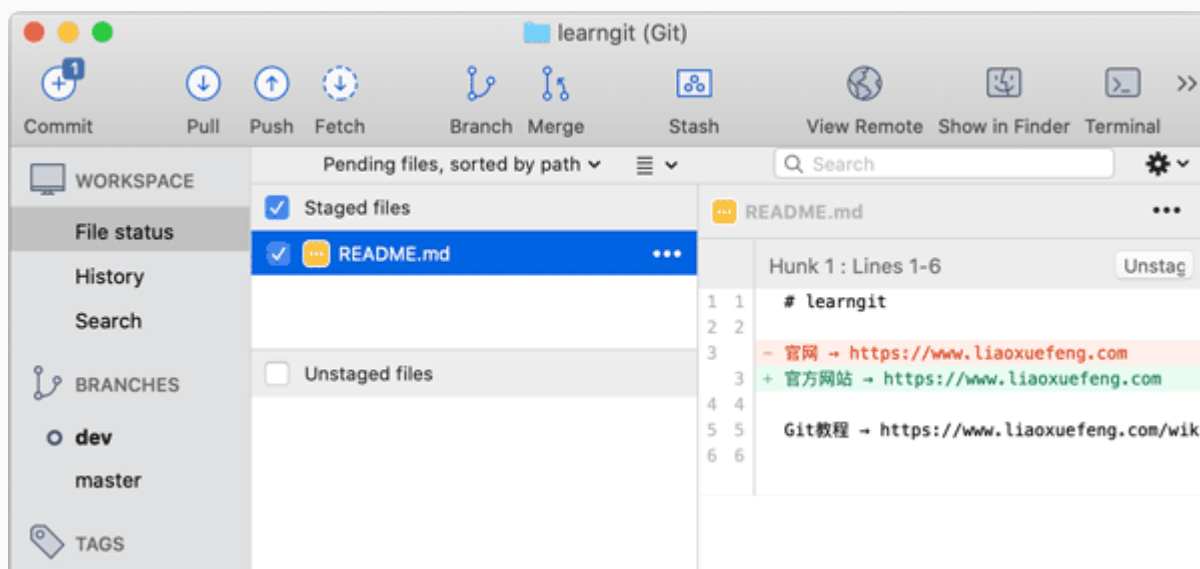 learngit (Git)
1
Commit Pull Push Fetch Branch Merge Stash View Remote Show in Finder Terminal
WORKSPACE
File status
History
Search
BRANCHES
dev
master
TAGS
Pending files, sorted by path
Search
Staged files
README.md
Unstaged files
README.md
Hunk 1 : Lines 1-6
Unstag
1 1 # learngit
2 2
3 - 官网 → https://www.liaoxuefeng.com
3 + 官方网站 → https://www.liaoxuefeng.com
4 4
5 5 Git教程 → https://www.liaoxuefeng.com/wik
6 6